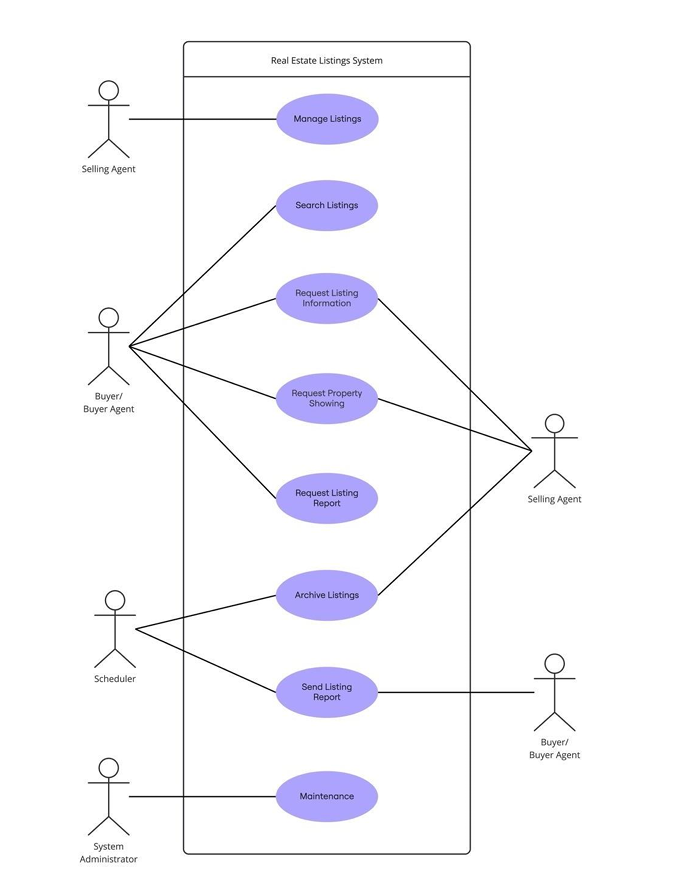 Real Estate Listings System
Manage Listings
Selling Agent
Search Listings
Request Listing
Information
Buyer/
Buyer Agent
Request Property
Showing
Selling Agent
Request Listing
Report
Archive Listings
Scheduler
Send Listing
Report
Buyer/
Buyer Agent
Maintenance
System
Administrator